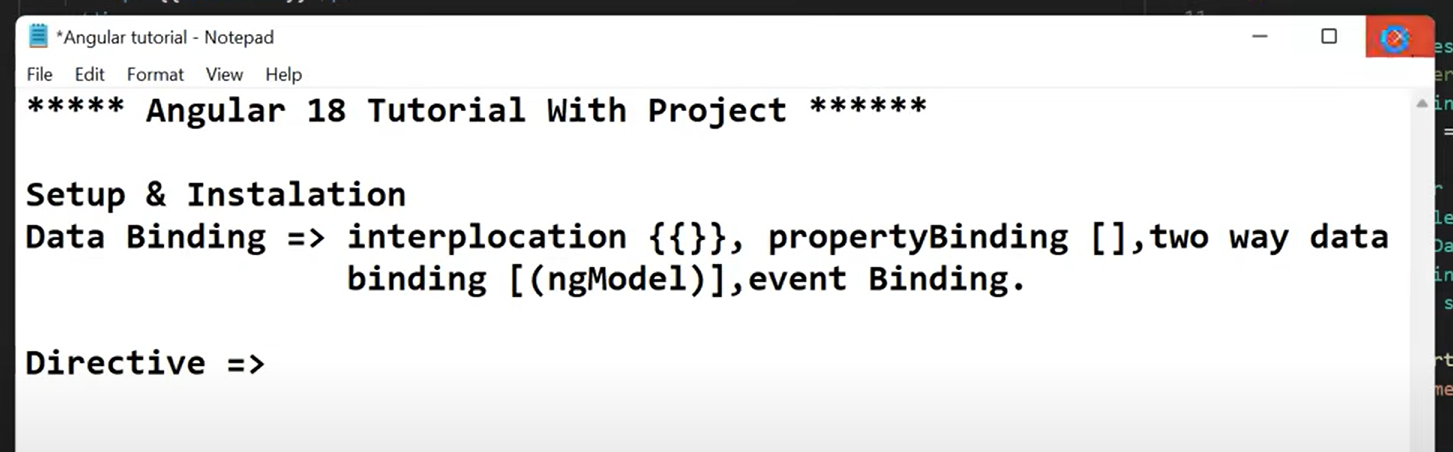 *Angular tutorial - Notepad
File Edit Format View Help
***** Angular 18 Tutorial With Project ******
Setup & Instalation
Data Binding => interplocation {{}}, propertyBinding [],two way data
binding [(ngModel)],event Binding.
Directive =>